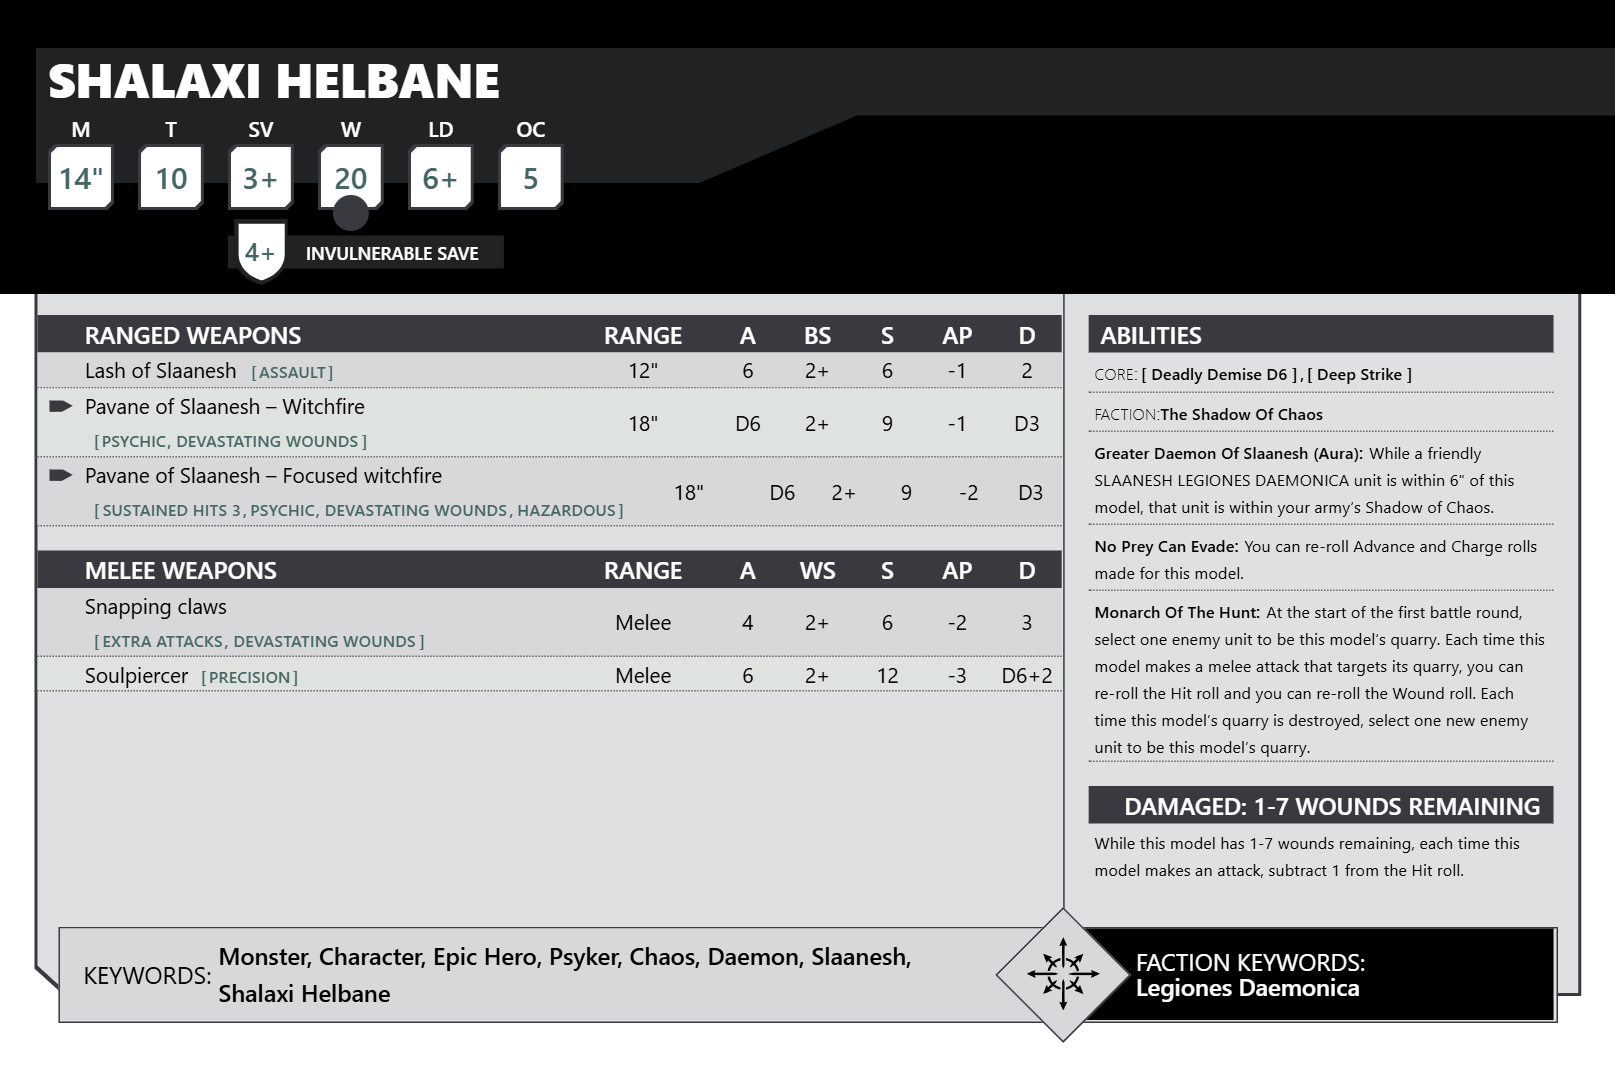 SHALAXI HELBANE
M T SV W LD OC
14" 10 3+ 20 6+ 5
4+ INVULNERABLE SAVE
RANGED WEAPONS RANGE A BS S AP D
Lash of Slaanesh [ASSAULT] 12" 6 2+ 6 -1 2
Pavane of Slaanesh – Witchfire
[PSYCHIC, DEVASTATING WOUNDS] 18" D6 2+ 9 -1 D3
Pavane of Slaanesh – Focused witchfire
[SUSTAINED HITS 3, PSYCHIC, DEVASTATING WOUNDS, HAZARDOUS] 18" D6 2+ 9 -2 D3
MELEE WEAPONS RANGE A WS S AP D
Snapping claws
[EXTRA ATTACKS, DEVASTATING WOUNDS] Melee 4 2+ 6 -2 3
Soulpiercer [PRECISION] Melee 6 2+ 12 -3 D6+2
ABILITIES
CORE: [ Deadly Demise D6 ] , [ Deep Strike ]
FACTION:The Shadow Of Chaos
Greater Daemon Of Slaanesh (Aura): While a friendly
SLAANESH LEGIONES DAEMONICA unit is within 6" of this
model, that unit is within your army's Shadow of Chaos.
No Prey Can Evade: You can re-roll Advance and Charge rolls
made for this model.
Monarch Of The Hunt: At the start of the first battle round,
select one enemy unit to be this model's quarry. Each time this
model makes a melee attack that targets its quarry, you can
re-roll the Hit roll and you can re-roll the Wound roll. Each
time this model's quarry is destroyed, select one new enemy
unit to be this model's quarry.
DAMAGED: 1-7 WOUNDS REMAINING
While this model has 1-7 wounds remaining, each time this
model makes an attack, subtract 1 from the Hit roll.
KEYWORDS: Monster, Character, Epic Hero, Psyker, Chaos, Daemon, Slaanesh,
Shalaxi Helbane
FACTION KEYWORDS:
Legiones Daemonica